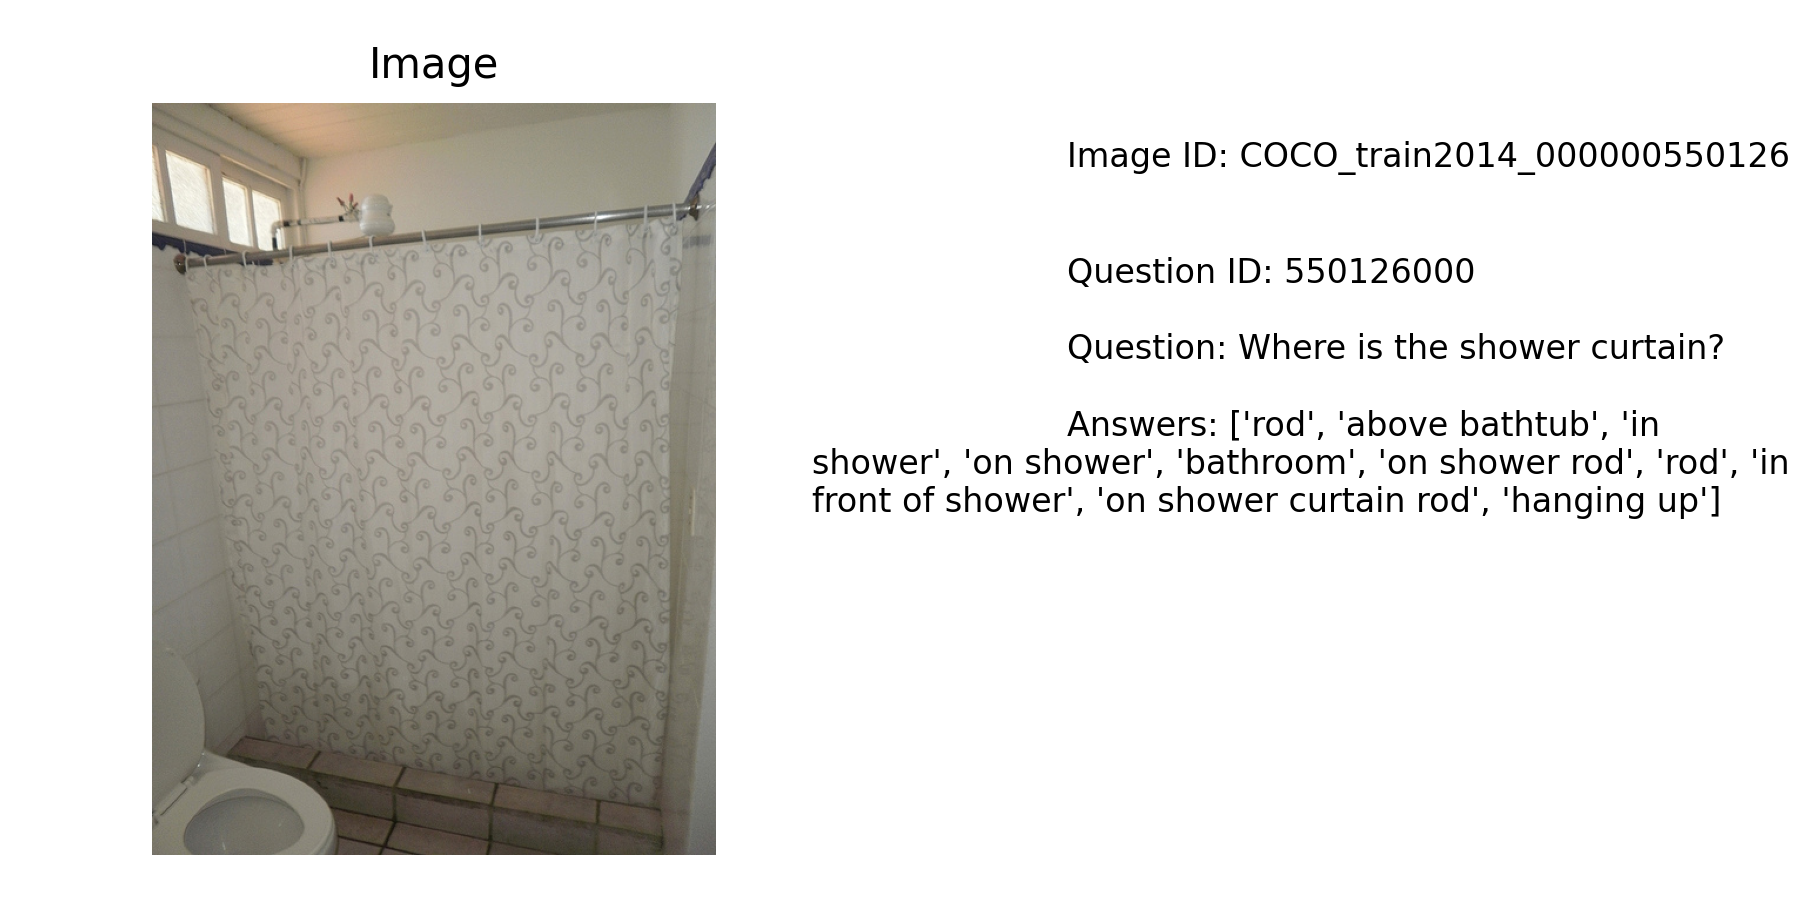 Image
Image ID: COCO_train2014_000000550126
Question ID: 550126000
Question: Where is the shower curtain?
Answers: ['rod', 'above bathtub', 'in
shower', 'on shower', 'bathroom', 'on shower rod', 'rod', 'in
front of shower', 'on shower curtain rod', 'hanging up']